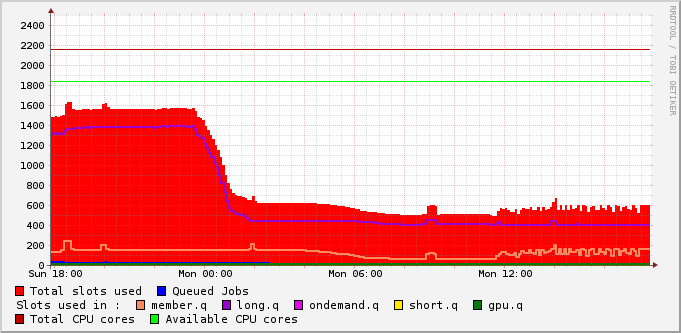 RRDTOOL / TOBI OETIKER
2400
2200
2000
1800
1600
1400
1200
1000
800
600
400
200
0
Sun 18:00 Mon 00:00 Mon 06:00 Mon 12:00
Total slots used Queued Jobs
Slots used in : member.q long.q ondemand.q short.q gpu.q
Total CPU cores Available CPU cores